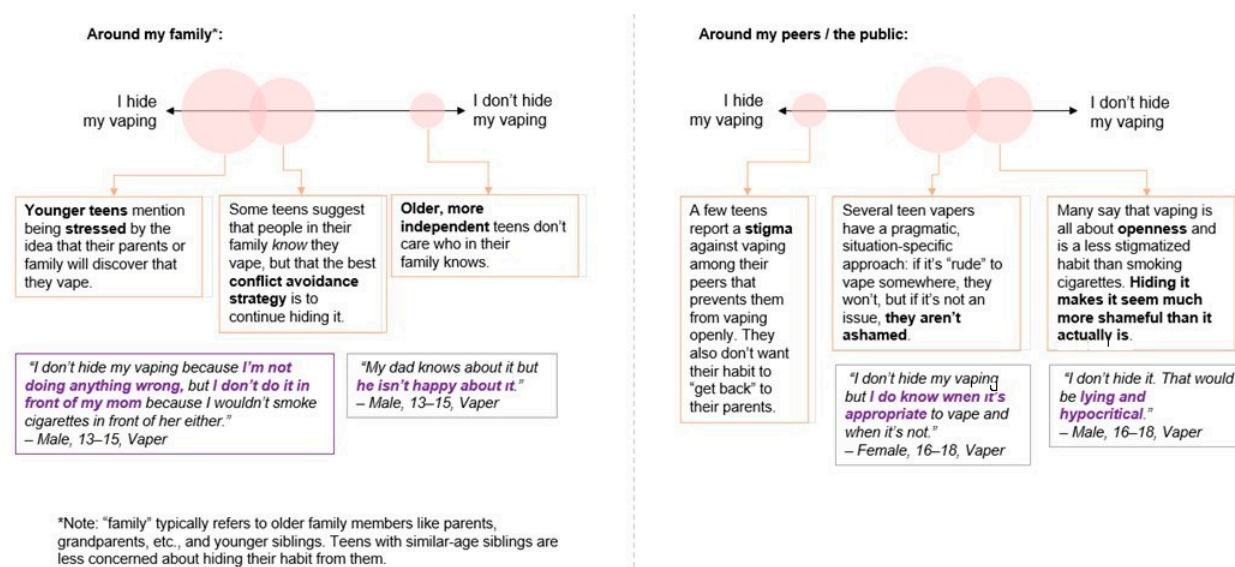 Around my family*:
I hide
my vaping
I don't hide
my vaping
Younger teens mention
being stressed by the
idea that their parents or
family will discover that
they vape.
Some teens suggest
that people in their
family know they
vape, but that the best
conflict avoidance
strategy is to
continue hiding it.
Older, more
independent teens don't
care who in their
family knows.
"I don't hide my vaping because I'm not
doing anything wrong, but I don't do it in
front of my mom because I wouldn't smoke
cigarettes in front of her either."
– Male, 13–15, Vaper
"My dad knows about it but
he isn't happy about it."
– Male, 13–15, Vaper
*Note: "family" typically refers to older family members like parents,
grandparents, etc., and younger siblings. Teens with similar-age siblings are
less concerned about hiding their habit from them.
Around my peers / the public:
I hide
my vaping
I don't hide
my vaping
A few teens
report a stigma
against vaping
among their
peers that
prevents them
from vaping
openly. They
also don't want
their habit to
"get back" to
their parents.
Several teen vapers
have a pragmatic,
situation-specific
approach: if it's "rude" to
vape somewhere, they
won't, but if it's not an
issue, they aren't
ashamed.
Many say that vaping is
all about openness and
is a less stigmatized
habit than smoking
cigarettes. Hiding it
makes it seem much
more shameful than it
actually is.
"I don't hide my vaping
but I do know when it's
appropriate to vape and
when it's not."
– Female, 16–18, Vaper
"I don't hide it. That would
be lying and
hypocritical."
– Male, 16–18, Vaper